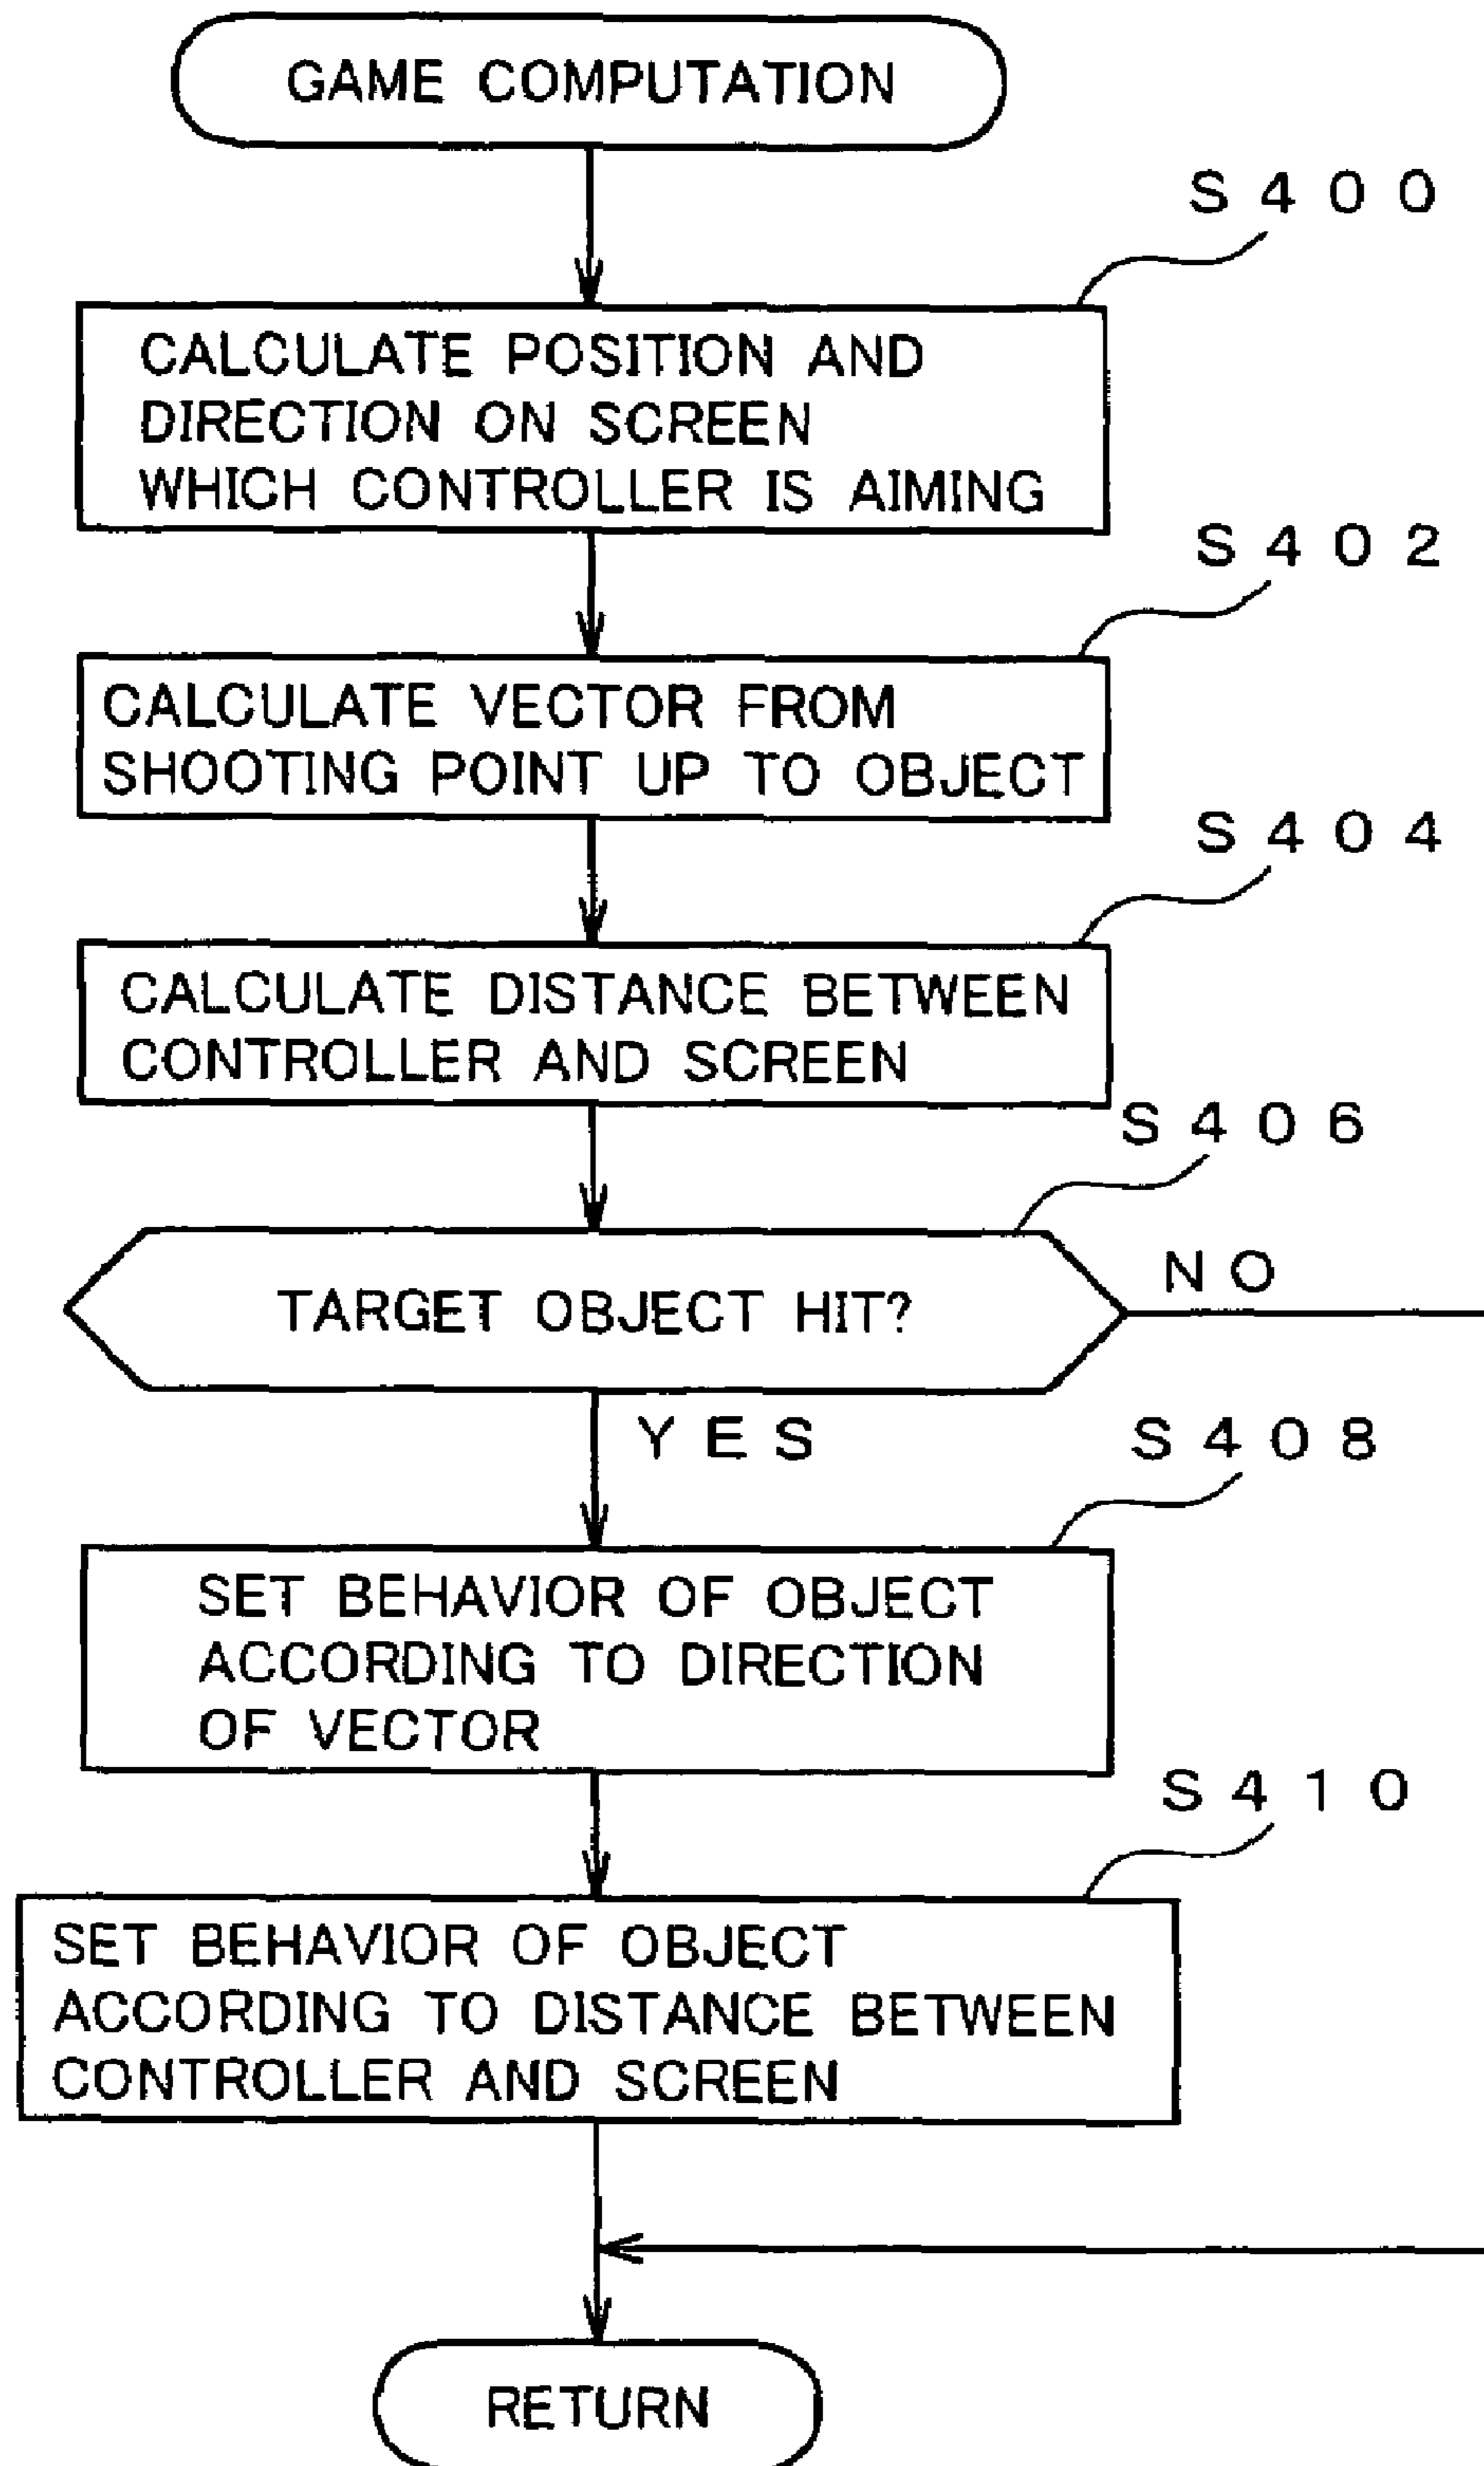 GAME COMPUTATION
S400
CALCULATE POSITION AND
DIRECTION ON SCREEN
WHICH CONTROLLER IS AIMING
S402
CALCULATE VECTOR FROM
SHOOTING POINT UP TO OBJECT
S404
CALCULATE DISTANCE BETWEEN
CONTROLLER AND SCREEN
S406
TARGET OBJECT HIT?
NO
YES
S408
SET BEHAVIOR OF OBJECT
ACCORDING TO DIRECTION
OF VECTOR
S410
SET BEHAVIOR OF OBJECT
ACCORDING TO DISTANCE BETWEEN
CONTROLLER AND SCREEN
RETURN